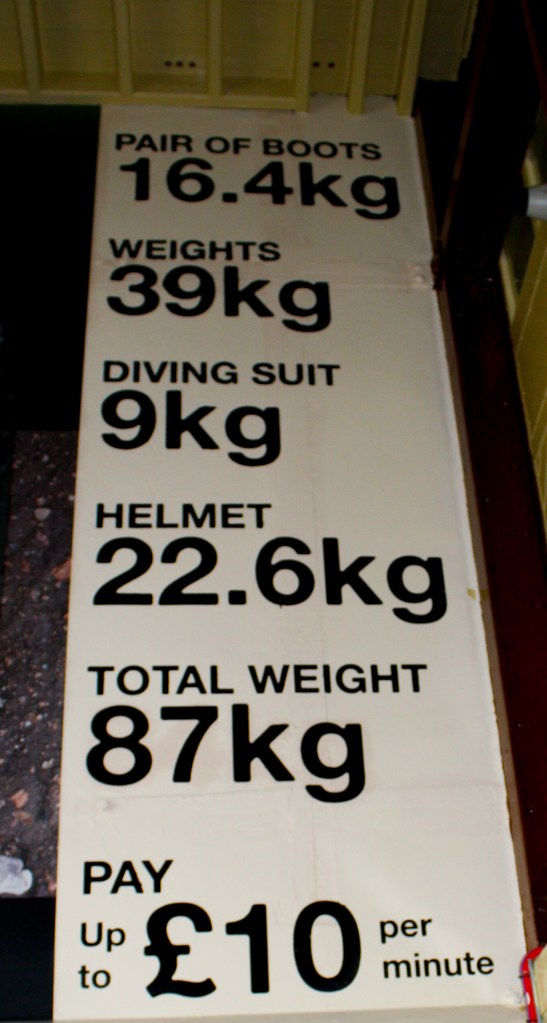 PAIR OF BOOTS
16.4kg
WEIGHTS
39kg
DIVING SUIT
9kg
HELMET
22.6kg
TOTAL WEIGHT
87kg
PAY
Up to £10 per minute